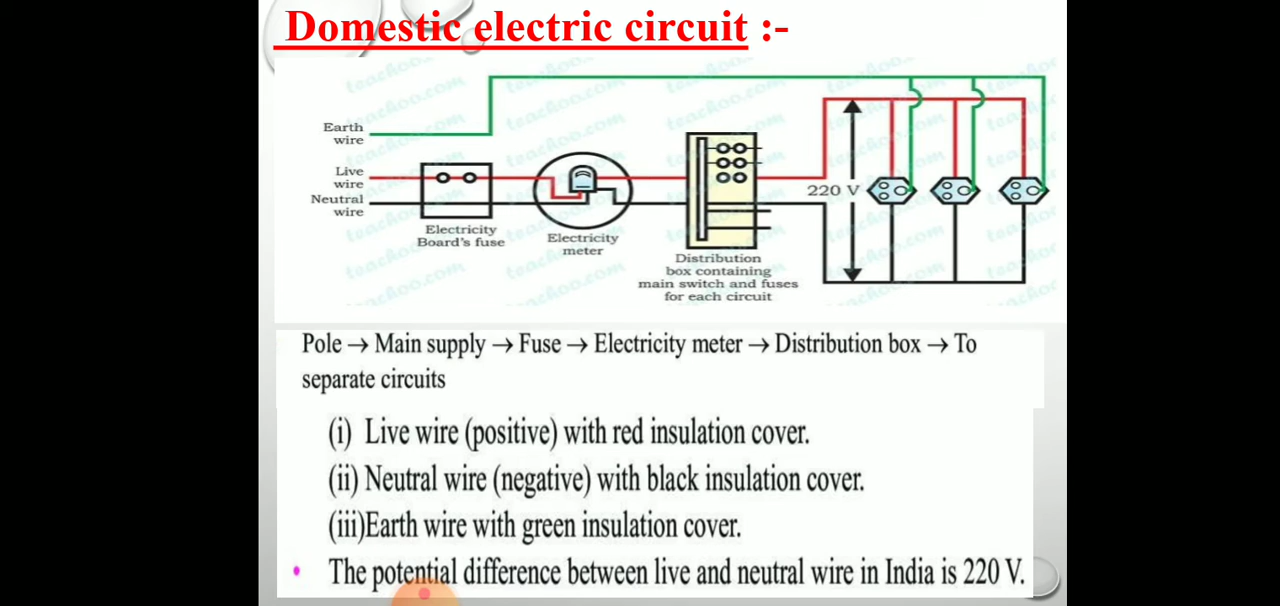 Domestic electric circuit :-
Earth
wire
Live
wire
Neutral
wire
Electricity
Board's fuse
Electricity
meter
Distribution
box containing
main switch and fuses
for each circuit
220 V
teachoo.com
Pole → Main supply → Fuse → Electricity meter → Distribution box → To
separate circuits
(i) Live wire (positive) with red insulation cover.
(ii) Neutral wire (negative) with black insulation cover.
(iii)Earth wire with green insulation cover.
• The potential difference between live and neutral wire in India is 220 V.